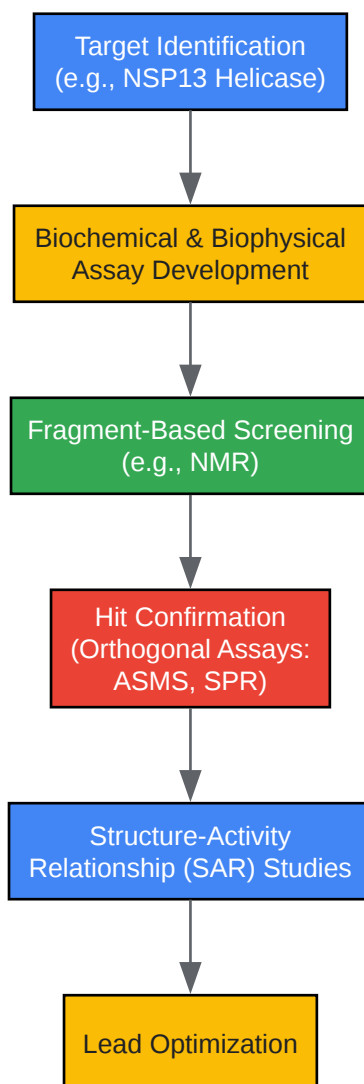 Target Identification
(e.g., NSP13 Helicase)
Biochemical & Biophysical
Assay Development
Fragment-Based Screening
(e.g., NMR)
Hit Confirmation
(Orthogonal Assays:
ASMS, SPR)
Structure-Activity
Relationship (SAR) Studies
Lead Optimization